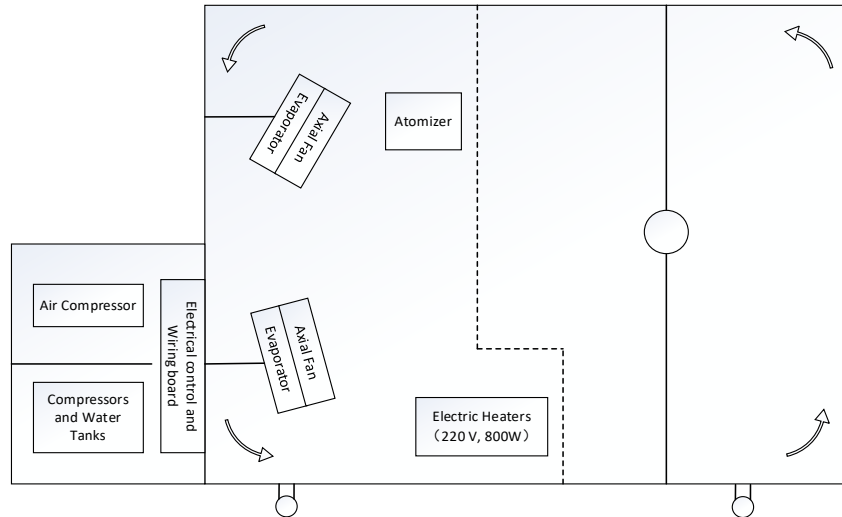 Evaporator
Axial Fan
Atomizer
Air Compressor
Electrical control and
Wiring board
Axial Fan
Evaporator
Compressors
and Water
Tanks
Electric Heaters
（220 V, 800W）